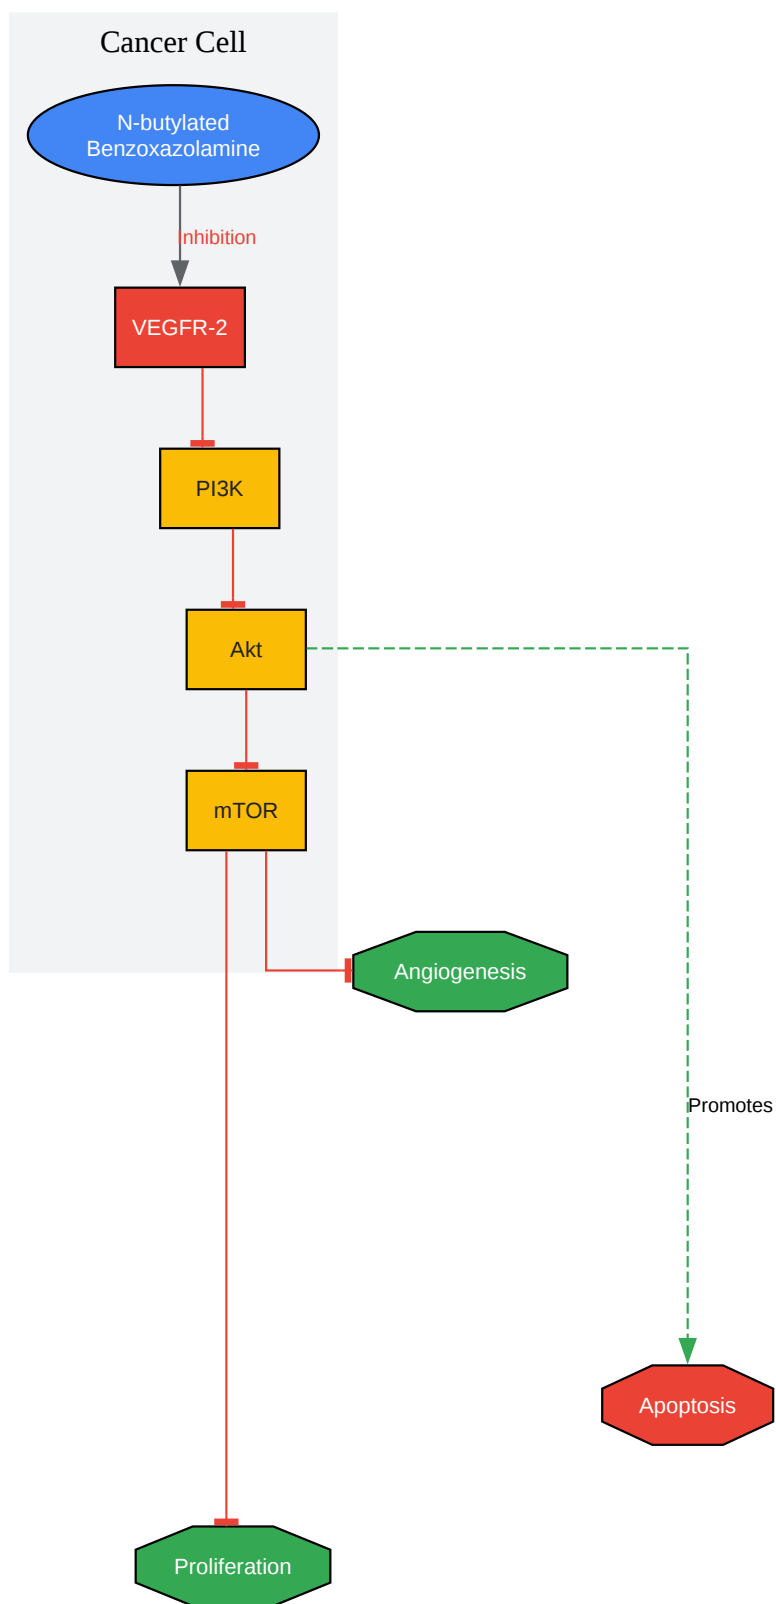 Cancer Cell
N-butylated
Benzoxazolamine
Inhibition
VEGFR-2
PI3K
Akt
mTOR
Angiogenesis
Promotes
Apoptosis
Proliferation